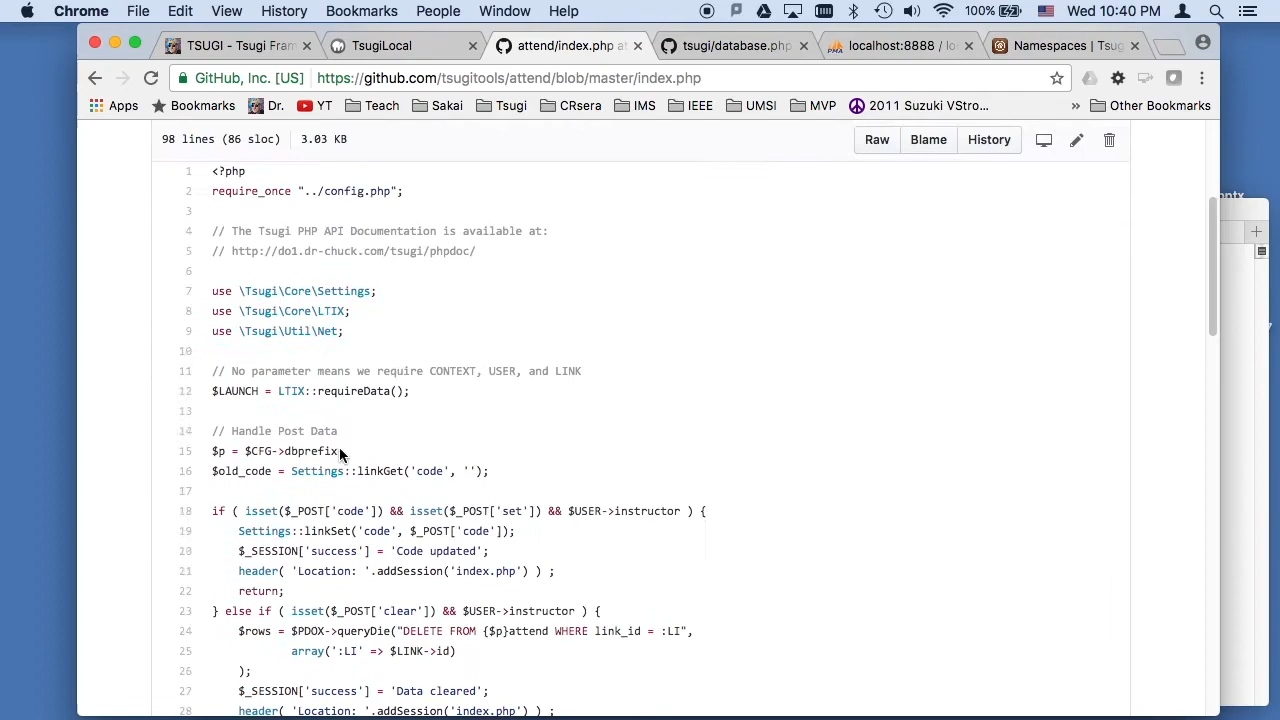 Chrome File Edit View History Bookmarks People Window Help 100% Wed 10:40 PM
TSUGI - Tsugi Fram
TsugiLocal
attend/index.php at
tsugi/database.php
localhost:8888 / lo
Namespaces | Tsug
GitHub, Inc. [US] https://github.com/tsugitools/attend/blob/master/index.php
Apps Bookmarks Dr. YT Teach Sakai Tsugi CRsera IMS IEEE UMSI MVP 2011 Suzuki VStro... » Other Bookmarks
98 lines (86 sloc) 3.03 KB Raw Blame History
1 <?php
2 require_once "../config.php";
3
4 // The Tsugi PHP API Documentation is available at:
5 // http://do1.dr-chuck.com/tsugi/phpdoc/
6
7 use \Tsugi\Core\Settings;
8 use \Tsugi\Core\LTIX;
9 use \Tsugi\Util\Net;
10
11 // No parameter means we require CONTEXT, USER, and LINK
12 $LAUNCH = LTIX::requireData();
13
14 // Handle Post Data
15 $p = $CFG->dbprefix
16 $old_code = Settings::linkGet('code', '');
17
18 if ( isset($_POST['code']) && isset($_POST['set']) && $USER->instructor ) {
19 Settings::linkSet('code', $_POST['code']);
20 $_SESSION['success'] = 'Code updated';
21 header( 'Location: '.addSession('index.php') ) ;
22 return;
23 } else if ( isset($_POST['clear']) && $USER->instructor ) {
24 $rows = $PDOX->queryDie("DELETE FROM {$p}attend WHERE link_id = :LI",
25 array(':LI' => $LINK->id)
26 );
27 $_SESSION['success'] = 'Data cleared';
28 header( 'Location: '.addSession('index.php') ) ;